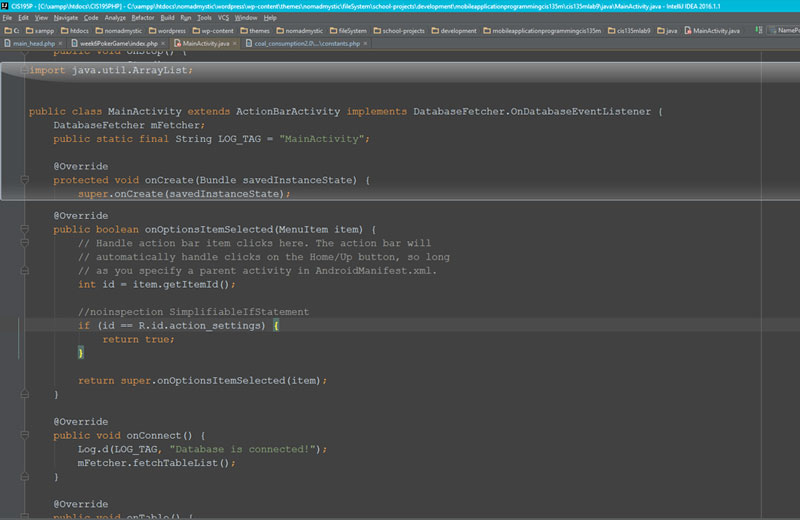 CIS195P - [C:\xampp\htdocs\CIS195PHP] - C:\xampp\htdocs\nomadmystic\wordpress\wp-content\themes\nomadmystic\fileSystem\school-projects\development\mobileapplicationprogrammingcis135m\cis135mlab9\java\MainActivity.java - IntelliJ IDEA 2016.1.1
File Edit View Navigate Code Analyze Refactor Build Run Tools VCS Window Help
C: xampp htdocs nomadmystic wordpress wp-content themes nomadmystic fileSystem school-projects development mobileapplicationprogrammingcis135m cis135mlab9 java MainActivity.java
main_head.php × week6PokerGame\index.php × MainActivity.java × coal_consumption2.0\...\constants.php ×
public void onStop() {
import java.util.ArrayList;
public class MainActivity extends ActionBarActivity implements DatabaseFetcher.OnDatabaseEventListener {
DatabaseFetcher mFetcher;
public static final String LOG_TAG = "MainActivity";
@Override
protected void onCreate(Bundle savedInstanceState) {
super.onCreate(savedInstanceState);
@Override
public boolean onOptionsItemSelected(MenuItem item) {
// Handle action bar item clicks here. The action bar will
// automatically handle clicks on the Home/Up button, so long
// as you specify a parent activity in AndroidManifest.xml.
int id = item.getItemId();
//noinspection SimplifiableIfStatement
if (id == R.id.action_settings) {
return true;
}
return super.onOptionsItemSelected(item);
}
@Override
public void onConnect() {
Log.d(LOG_TAG, "Database is connected!");
mFetcher.fetchTableList();
}
@Override
public void onTable() {